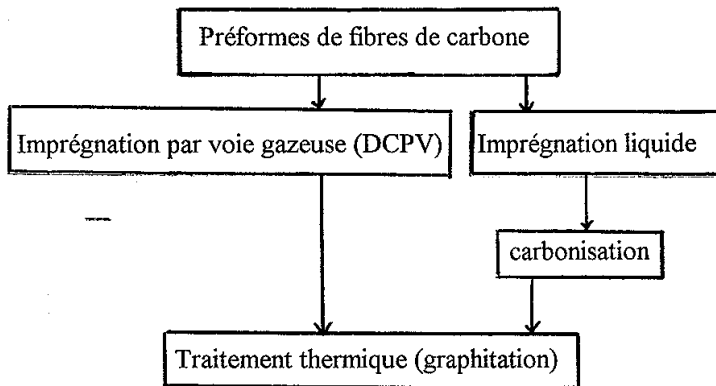 Préformes de fibres de carbone
Imprégnation par voie gazeuse (DCPV)
Imprégnation liquide
carbonisation
Traitement thermique (graphitation)